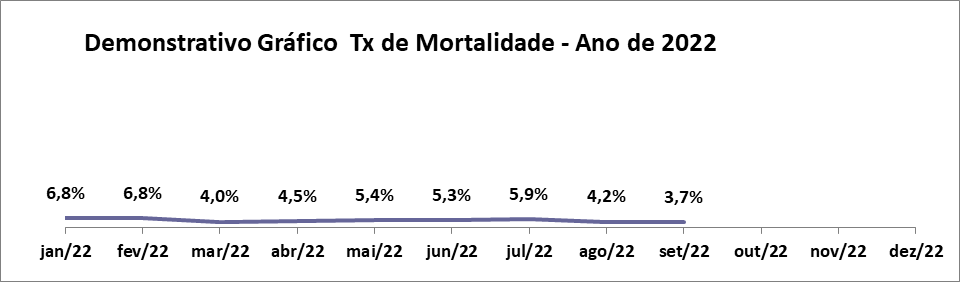 Demonstrativo Gráfico  Tx de Mortalidade - Ano de 2022
6,8% 6,8% 4,0% 4,5% 5,4% 5,3% 5,9% 4,2% 3,7%
jan/22 fev/22 mar/22 abr/22 mai/22 jun/22 jul/22 ago/22 set/22 out/22 nov/22 dez/22